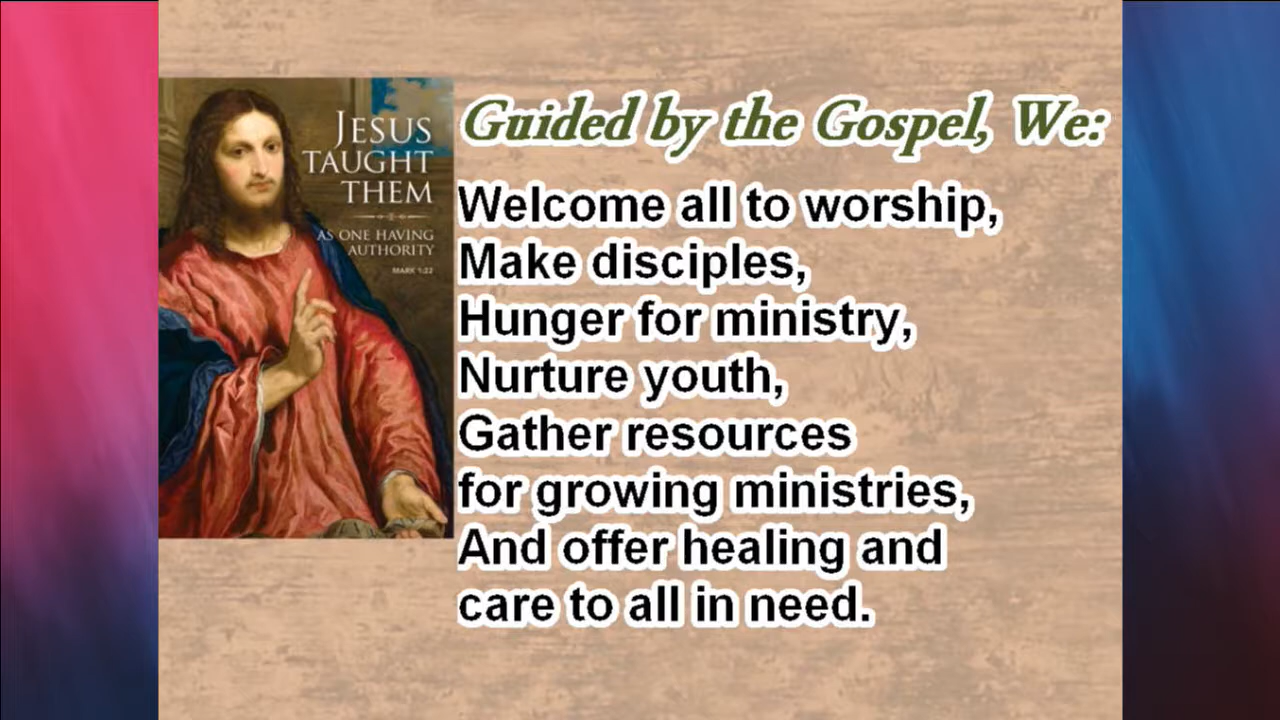 JESUS
TAUGHT
THEM
AS ONE HAVING
AUTHORITY
MARK 1:22
Guided by the Gospel, We:
Welcome all to worship,
Make disciples,
Hunger for ministry,
Nurture youth,
Gather resources
for growing ministries,
And offer healing and
care to all in need.